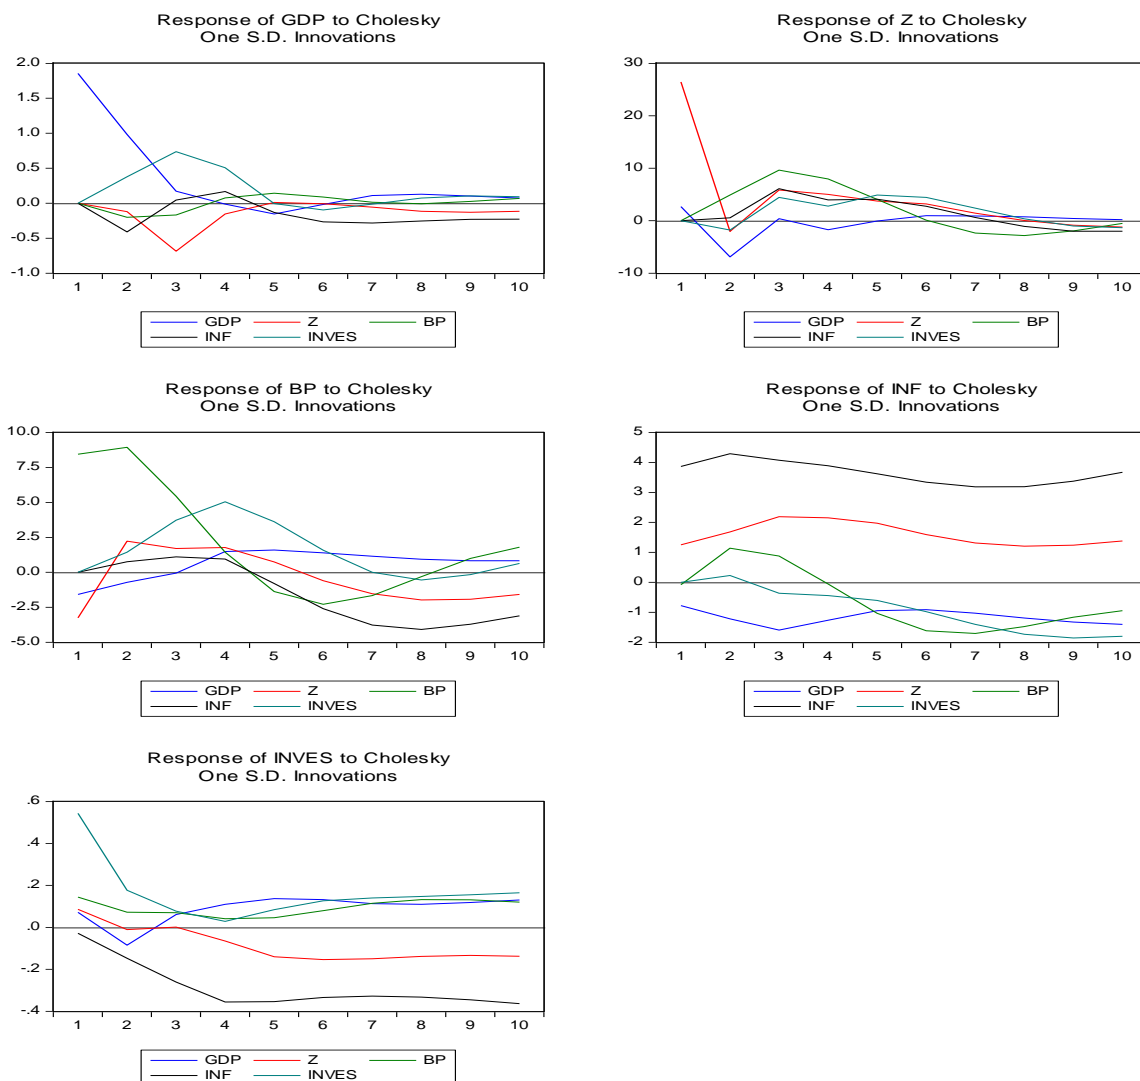 Response of GDP to Cholesky
One S.D. Innovations
2.0
1.5
1.0
0.5
0.0
-0.5
-1.0
1 2 3 4 5 6 7 8 9 10
GDP Z BP
INF INVES
Response of Z to Cholesky
One S.D. Innovations
30
20
10
0
-10
1 2 3 4 5 6 7 8 9 10
GDP Z BP
INF INVES
Response of BP to Cholesky
One S.D. Innovations
10.0
7.5
5.0
2.5
0.0
-2.5
-5.0
1 2 3 4 5 6 7 8 9 10
GDP Z BP
INF INVES
Response of INF to Cholesky
One S.D. Innovations
5
4
3
2
1
0
-1
-2
1 2 3 4 5 6 7 8 9 10
GDP Z BP
INF INVES
Response of INVES to Cholesky
One S.D. Innovations
.6
.4
.2
.0
-.2
-.4
1 2 3 4 5 6 7 8 9 10
GDP Z BP
INF INVES